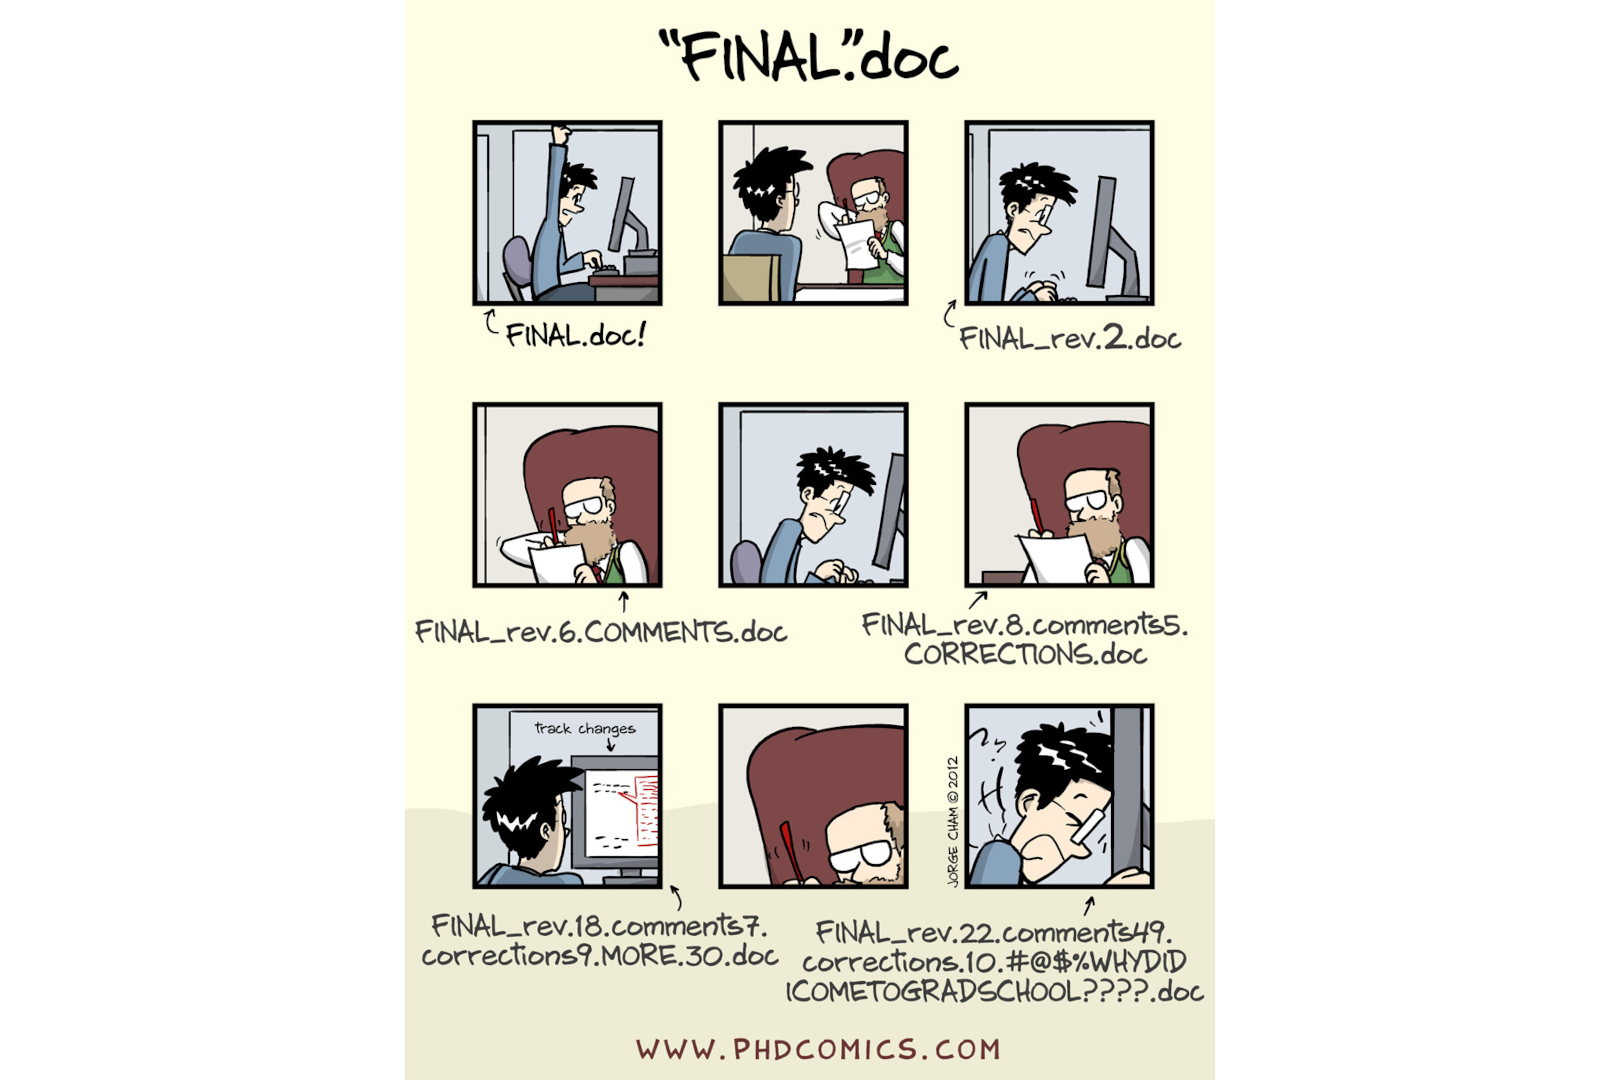 "FINAL".doc
FINAL.doc!
FINAL_rev.2.doc
FINAL_rev.6.COMMENTS.doc
FINAL_rev.8.comments5.
CORRECTIONS.doc
track changes
JORGE CHAM © 2012
FINAL_rev.18.comments7.
corrections9.MORE.30.doc
FINAL_rev.22.comments49.
corrections.10.#@$%WHYDID
ICOMETOGRADSCHOOL????.doc
WWW.PHDCOMICS.COM